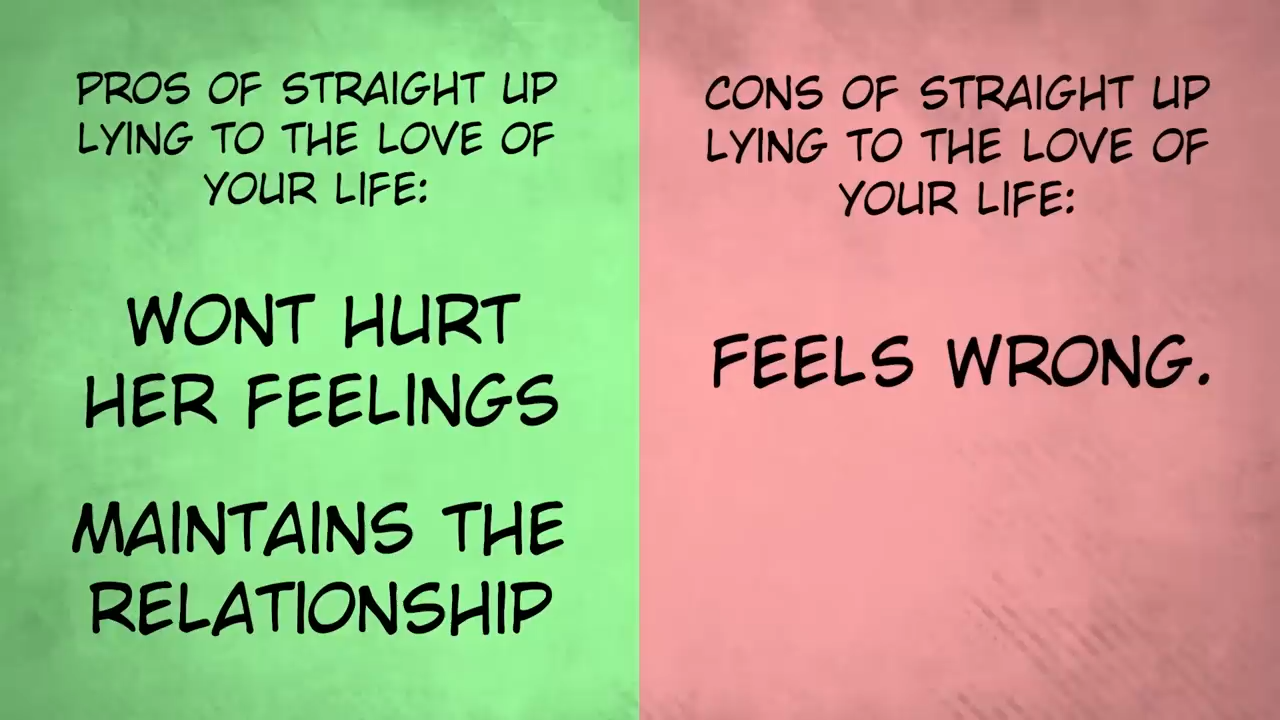 PROS OF STRAIGHT UP
LYING TO THE LOVE OF
YOUR LIFE:
WONT HURT
HER FEELINGS
MAINTAINS THE
RELATIONSHIP
CONS OF STRAIGHT UP
LYING TO THE LOVE OF
YOUR LIFE:
FEELS WRONG.